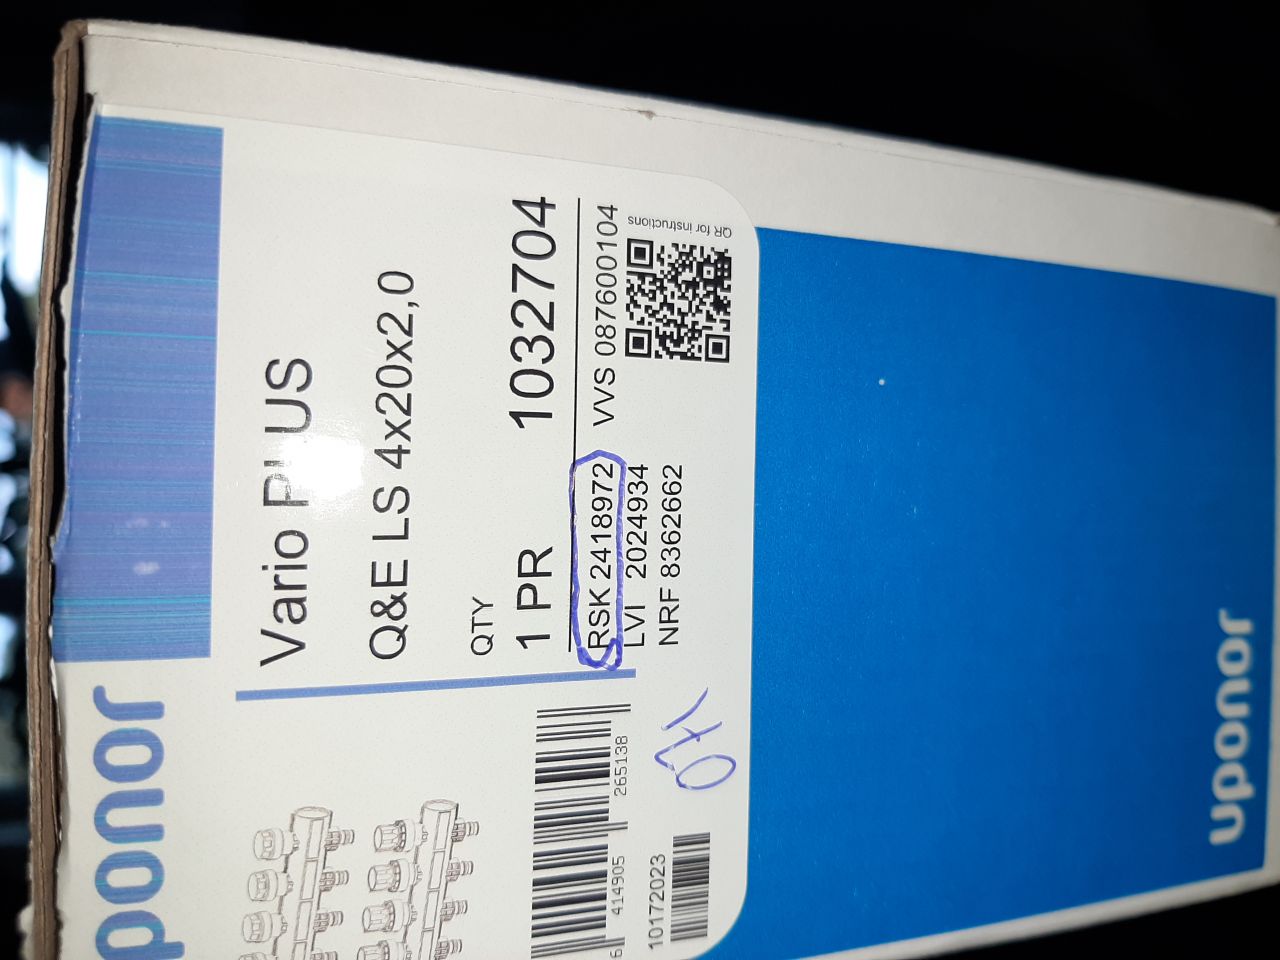 uponor
Vario PLUS
Q&E LS 4x20x2,0
QTY
1 PR 1032704
RSK 2418972 VVS 087600104
LVI 2024934
NRF 8362662
QR for instructions
6 414905 265138
10172023
uponor